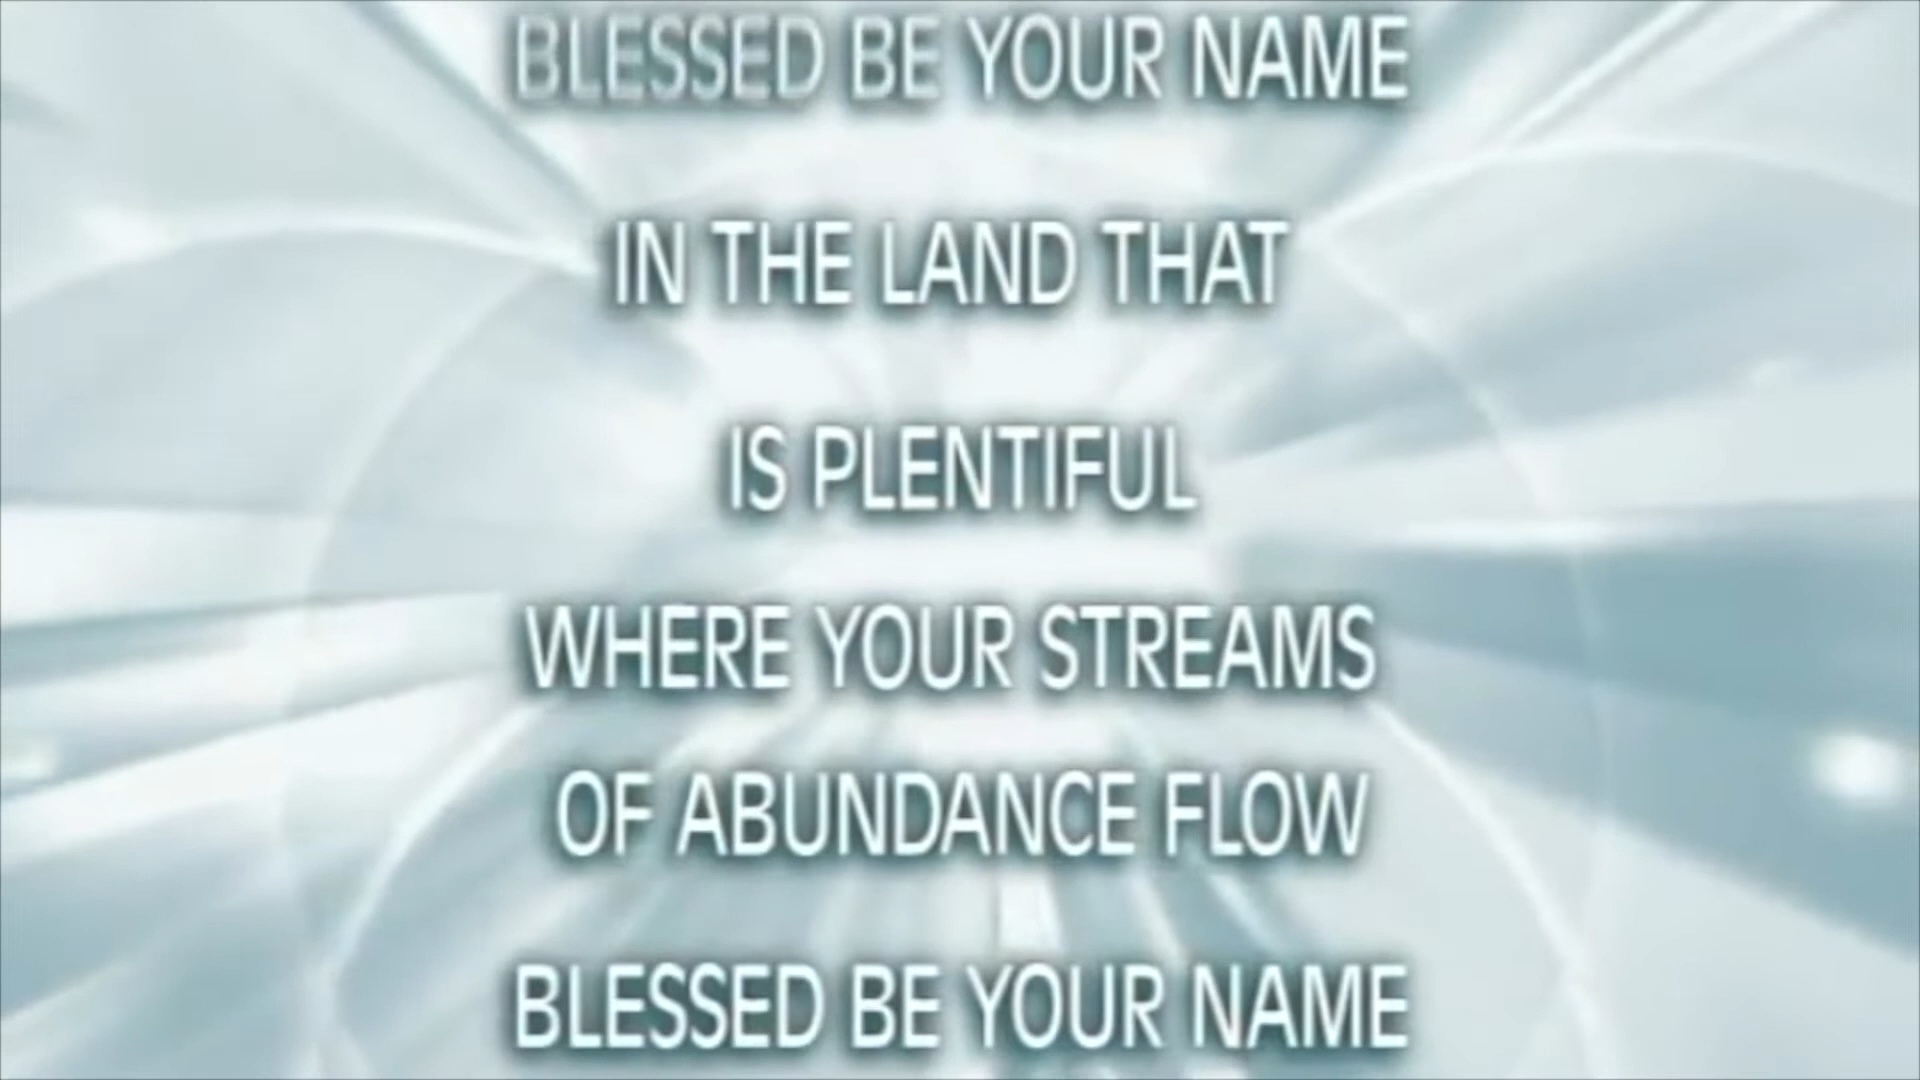 BLESSED BE YOUR NAME
IN THE LAND THAT
IS PLENTIFUL
WHERE YOUR STREAMS
OF ABUNDANCE FLOW
BLESSED BE YOUR NAME